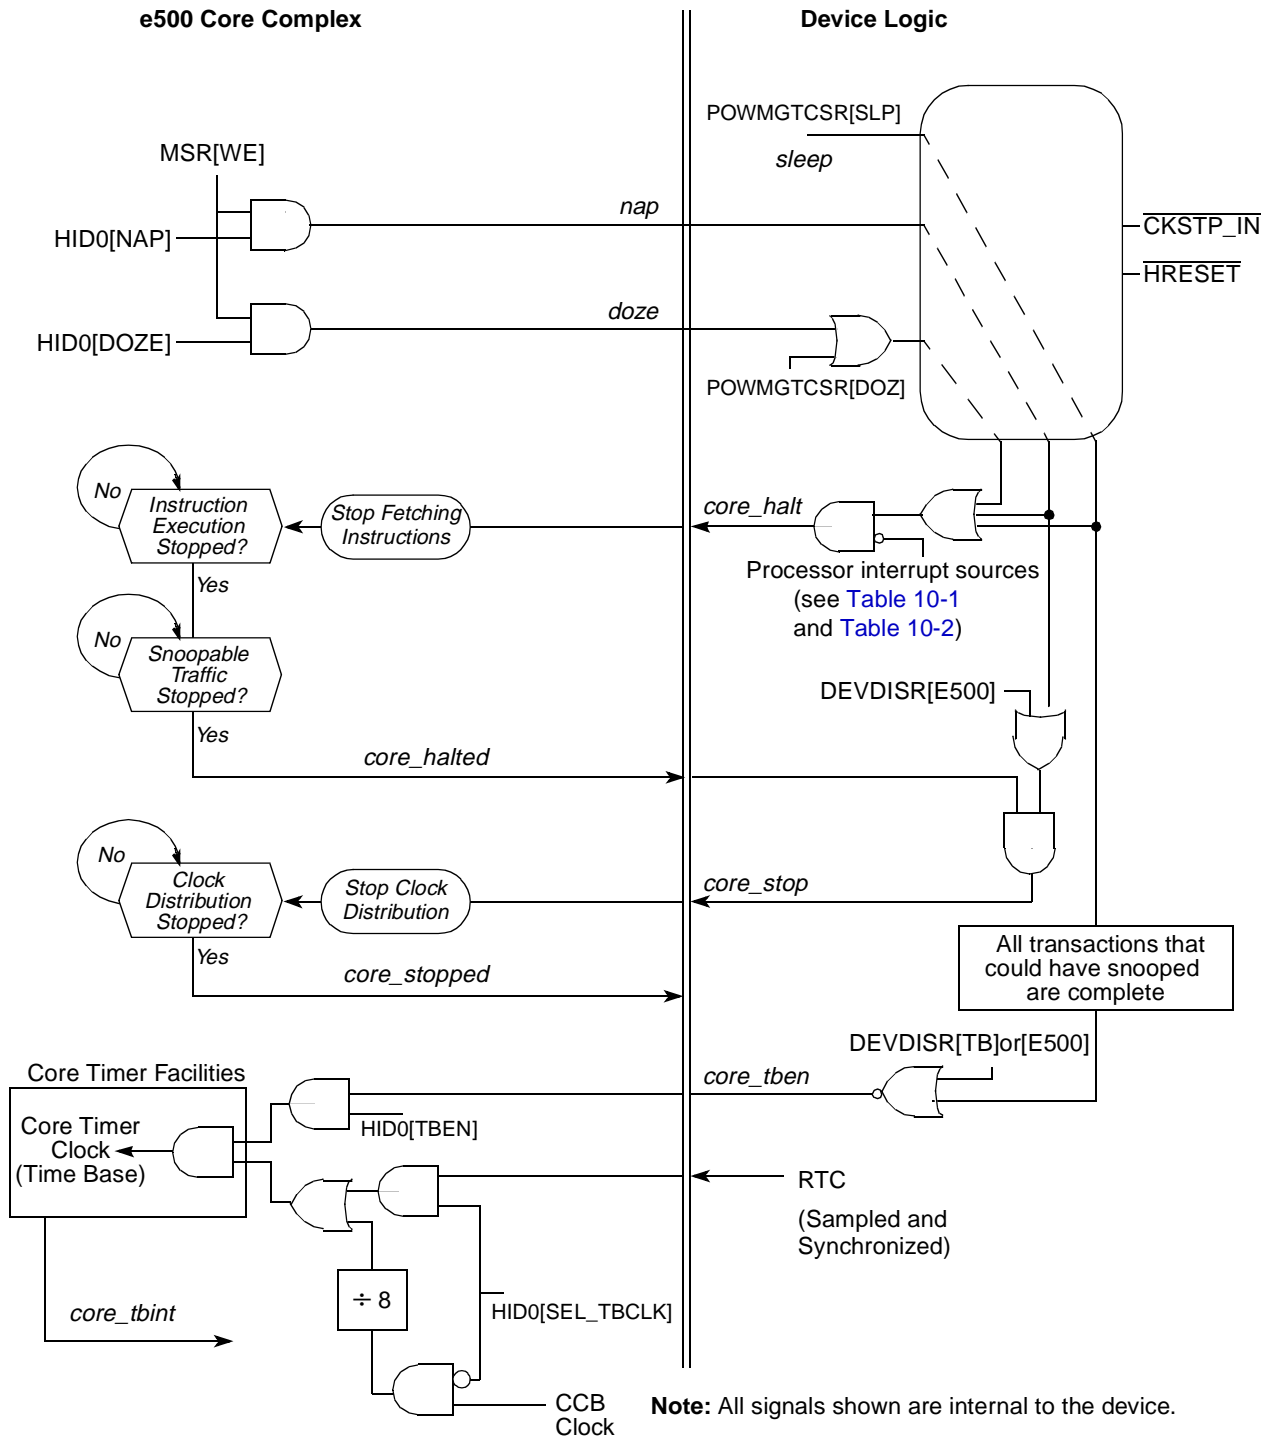 e500 Core Complex
Device Logic
POWMGTCSR[SLP]
sleep
MSR[WE]
nap
HID0[NAP]
CKSTP_IN
HRESET
doze
HID0[DOZE]
POWMGTCSR[DOZ]
No
Instruction
Execution
Stopped?
Stop Fetching
Instructions
core_halt
Processor interrupt sources
(see Table 10-1
and Table 10-2)
Yes
No
Snoopable
Traffic
Stopped?
DEVDISR[E500]
Yes
core_halted
No
Clock
Distribution
Stopped?
Stop Clock
Distribution
core_stop
Yes
core_stopped
All transactions that
could have snooped
are complete
DEVDISR[TB]or[E500]
Core Timer Facilities
core_tben
Core Timer
Clock
(Time Base)
HID0[TBEN]
RTC
(Sampled and
Synchronized)
÷ 8
HID0[SEL_TBCLK]
core_tbint
CCB
Clock
Note: All signals shown are internal to the device.